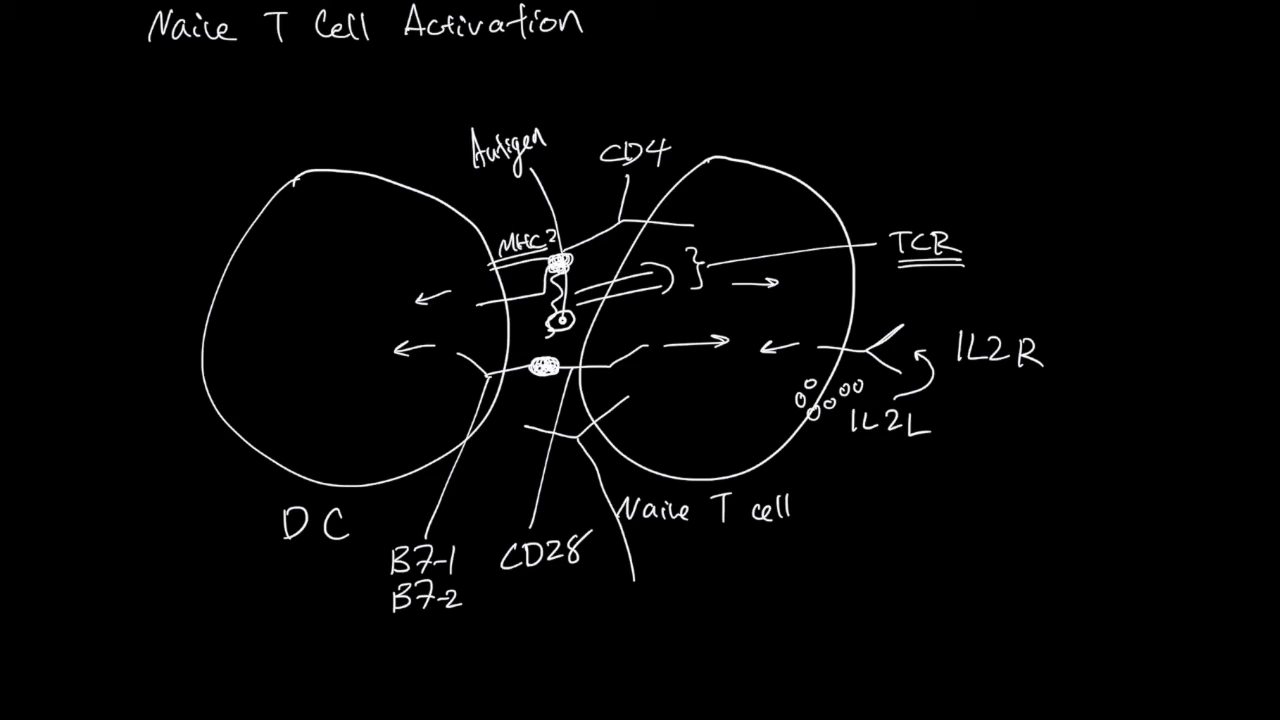 Naive T Cell Activation
Antigen
CD4
MHC2
TCR
IL2R
IL2L
Naive T cell
DC
B7-1
CD28
B7-2